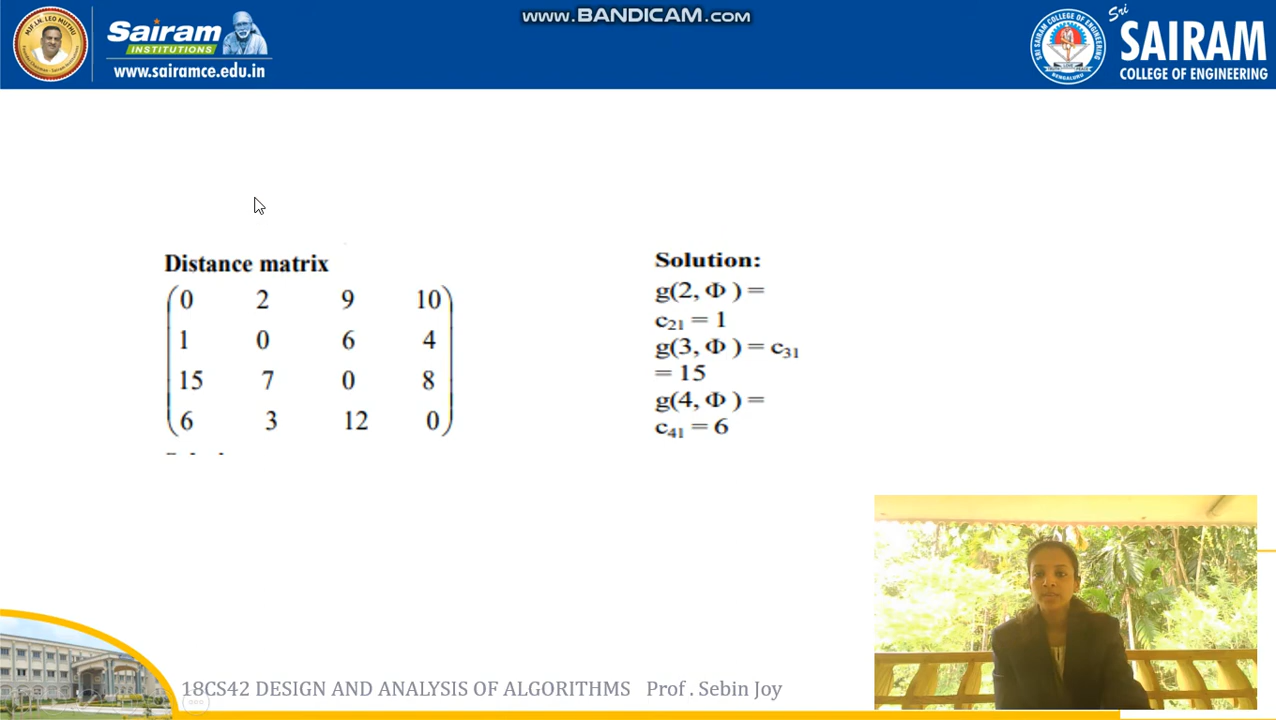 www.BANDICAM.com
Sairam
INSTITUTIONS
www.sairamce.edu.in
Sri
SAIRAM
COLLEGE OF ENGINEERING
Distance matrix
0 2 9 10
1 0 6 4
15 7 0 8
6 3 12 0
Solution:
g(2, Φ ) =
c21 = 1
g(3, Φ ) = c31
= 15
g(4, Φ ) =
c41 = 6
18CS42 DESIGN AND ANALYSIS OF ALGORITHMS Prof . Sebin Joy